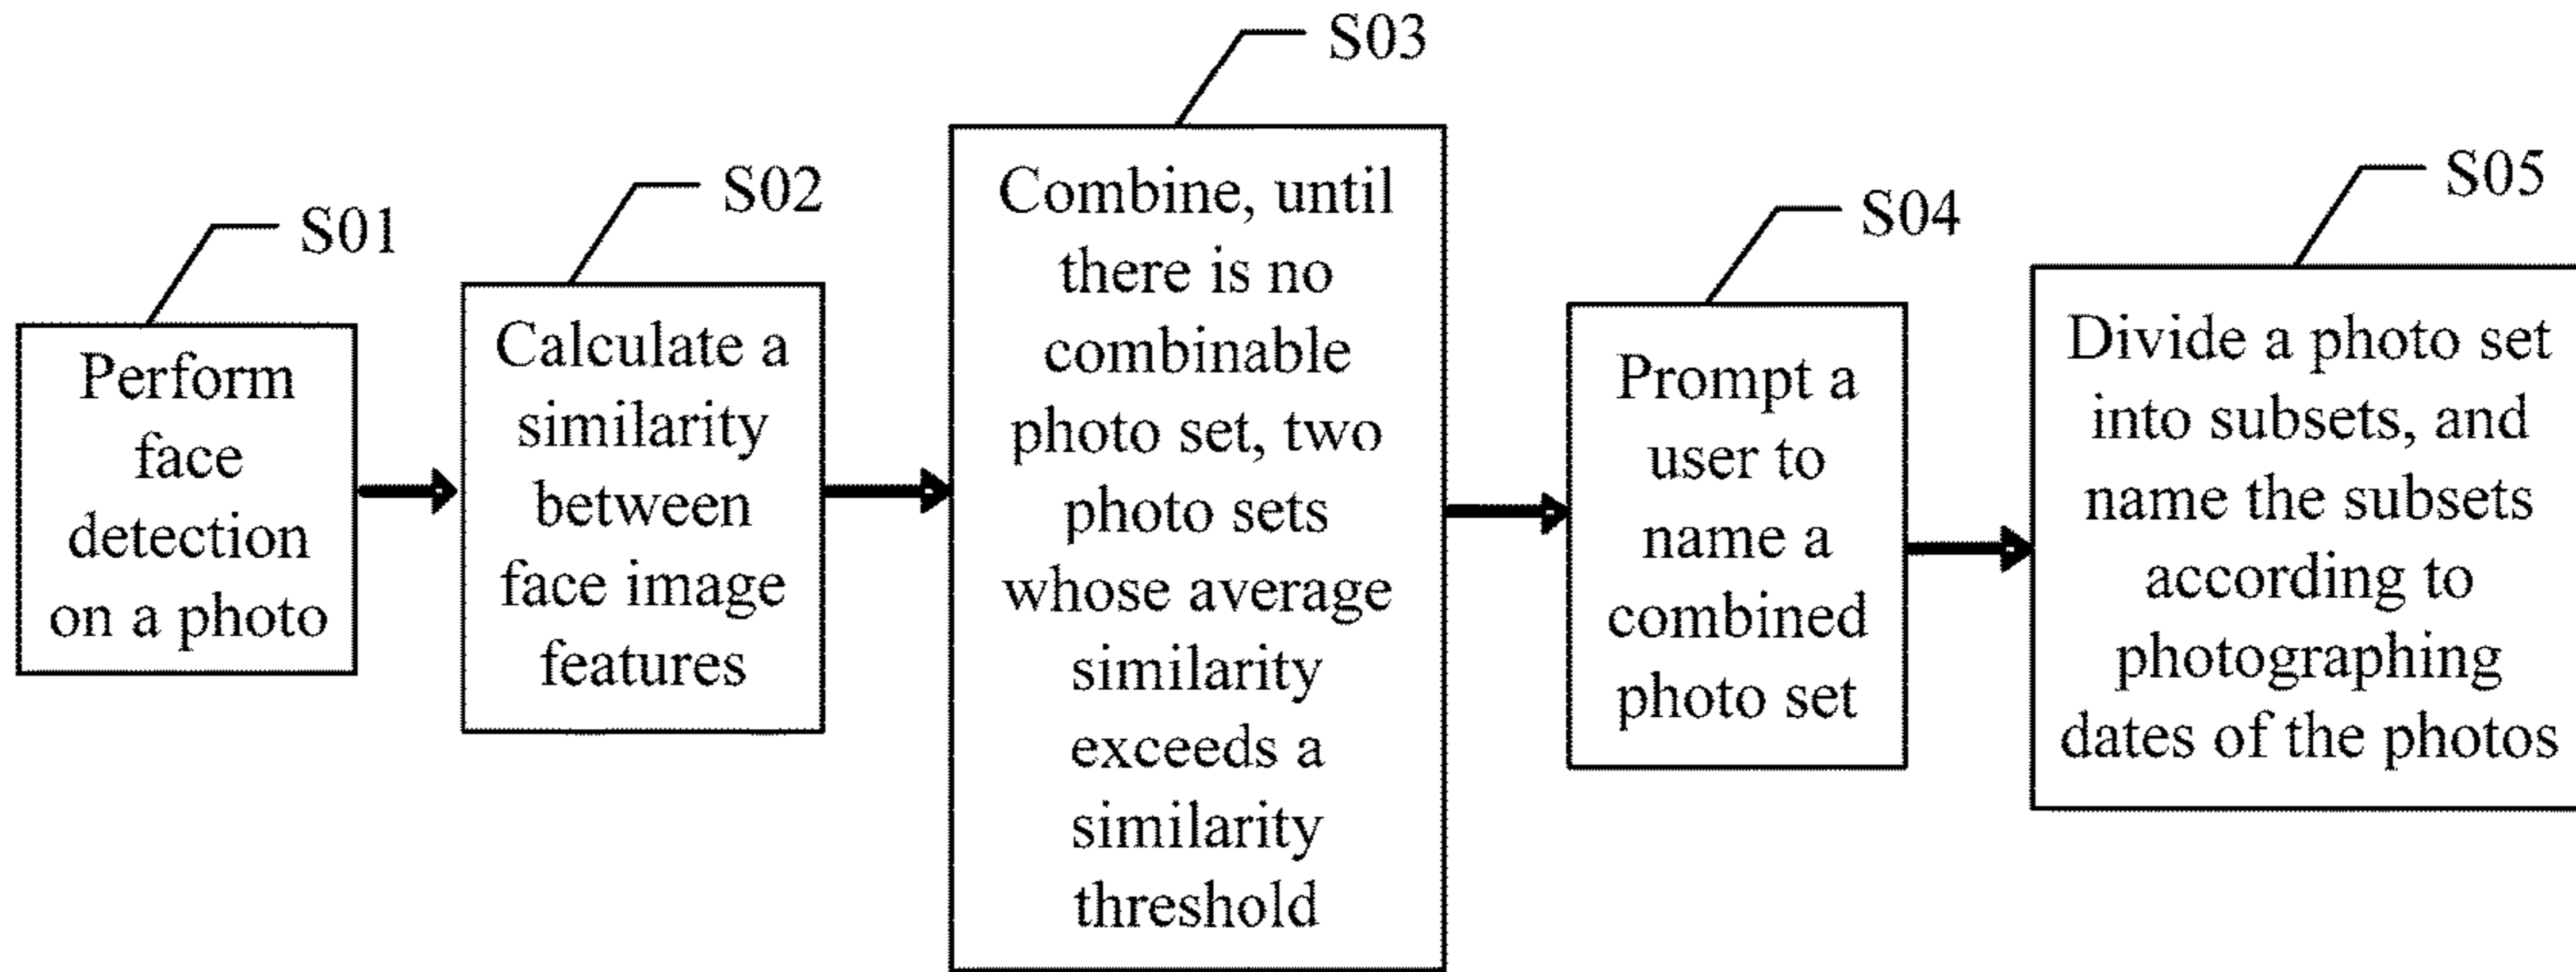 S01
Perform
face
detection
on a photo
S02
Calculate a
similarity
between
face image
features
S03
Combine, until
there is no
combinable
photo set, two
photo sets
whose average
similarity
exceeds a
similarity
threshold
S04
Prompt a
user to
name a
combined
photo set
S05
Divide a photo set
into subsets, and
name the subsets
according to
photographing
dates of the photos